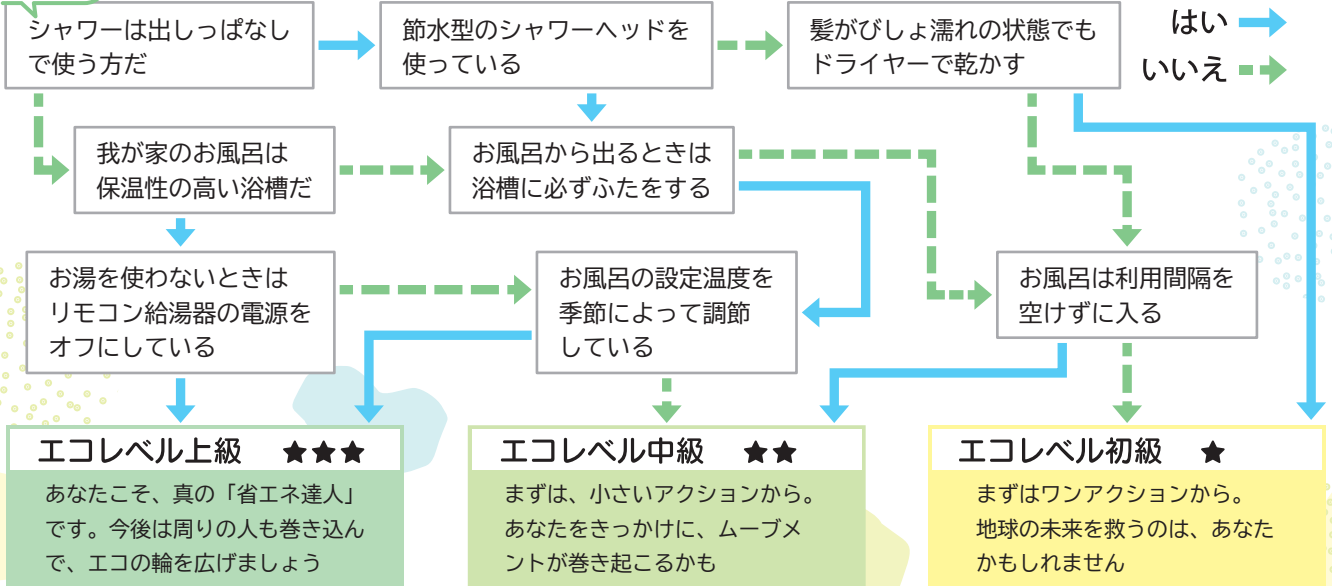 シャワーは出しっぱなし
で使う方だ
節水型のシャワーヘッドを
使っている
髪がびしょ濡れの状態でも
ドライヤーで乾かす
はい
いいえ
我が家のお風呂は
保温性の高い浴槽だ
お風呂から出るときは
浴槽に必ずふたをする
お湯を使わないときは
リモコン給湯器の電源を
オフにしている
お風呂の設定温度を
季節によって調節
している
お風呂は利用間隔を
空けずに入る
エコレベル上級 ★★★
あなたこそ、真の「省エネ達人」
です。今後は周りの人も巻き込ん
で、エコの輪を広げましょう
エコレベル中級 ★★
まずは、小さいアクションから。
あなたをきっかけに、ムーブメ
ントが巻き起こるかも
エコレベル初級 ★
まずはワンアクションから。
地球の未来を救うのは、あなた
かもしれません